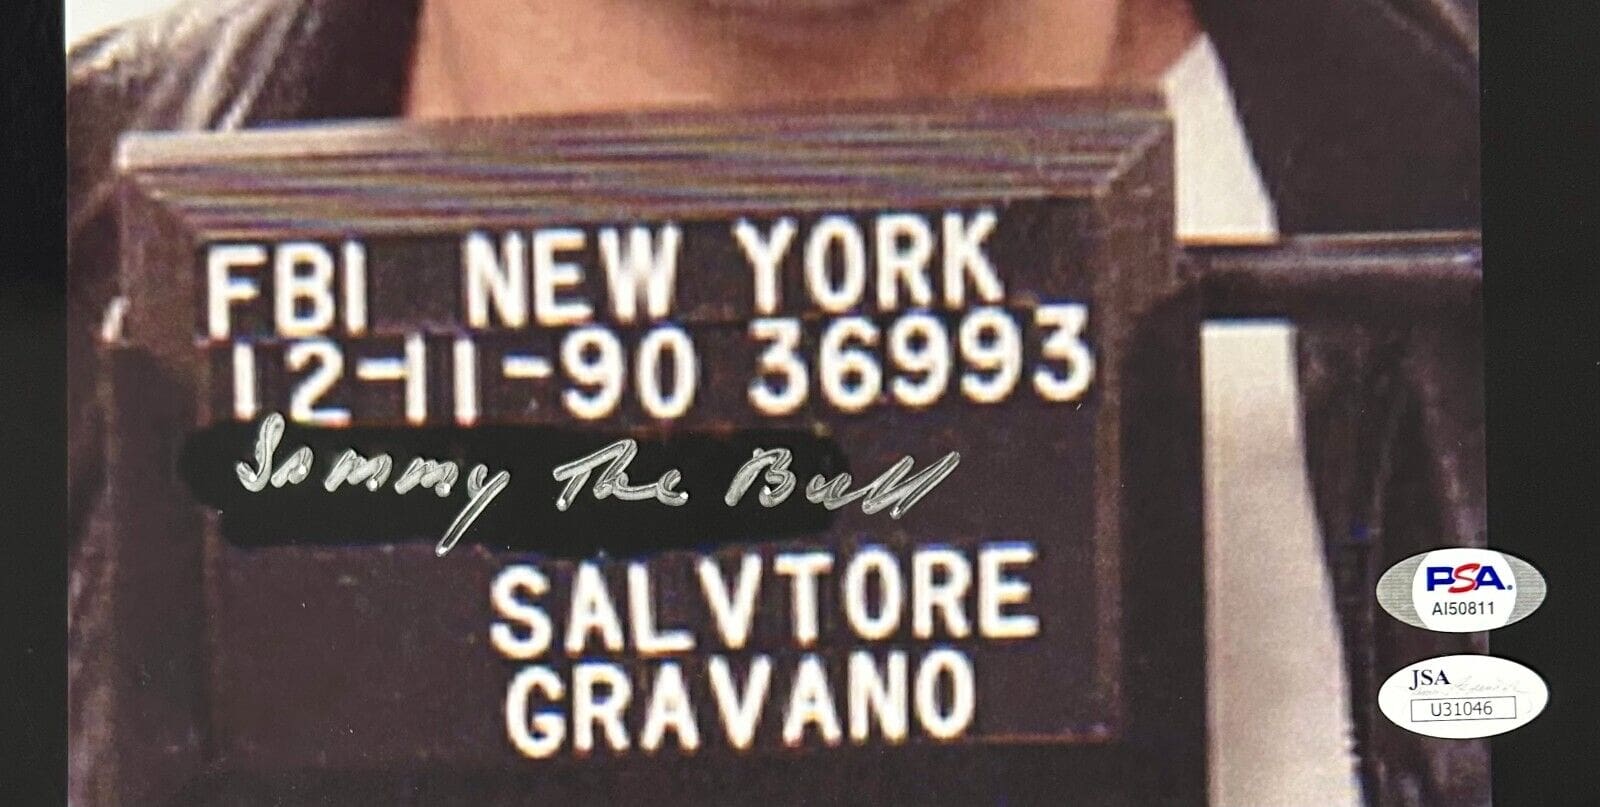 FBI NEW YORK
12-11-90 36993
Sammy The Bull
SALVTORE
GRAVANO
PSA
AI50811
JSA
U31046